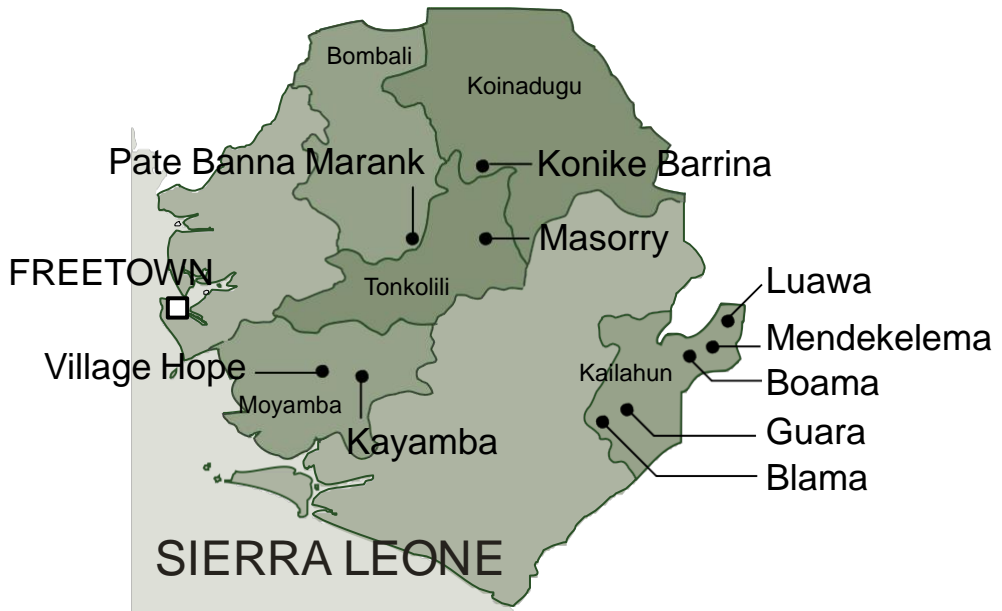 Bombali
Koinadugu
Pate Banna Marank
Konike Barrina
Masorry
FREETOWN
Tonkolili
Luawa
Mendekelema
Village Hope
Kailahun
Boama
Moyamba
Kayamba
Guara
Blama
SIERRA LEONE